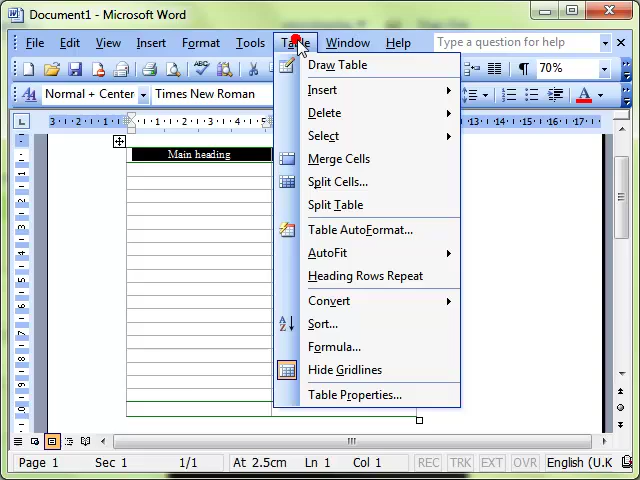 Document1 - Microsoft Word
File Edit View Insert Format Tools Table Window Help Type a question for help
70%
Normal + Center Times New Roman
Draw Table
Insert
Delete
Select
Merge Cells
Split Cells...
Split Table
Table AutoFormat...
AutoFit
Heading Rows Repeat
Convert
Sort...
Formula...
Hide Gridlines
Table Properties...
Main heading
Page 1 Sec 1 1/1 At 2.5cm Ln 1 Col 1 REC TRK EXT OVR English (U.K